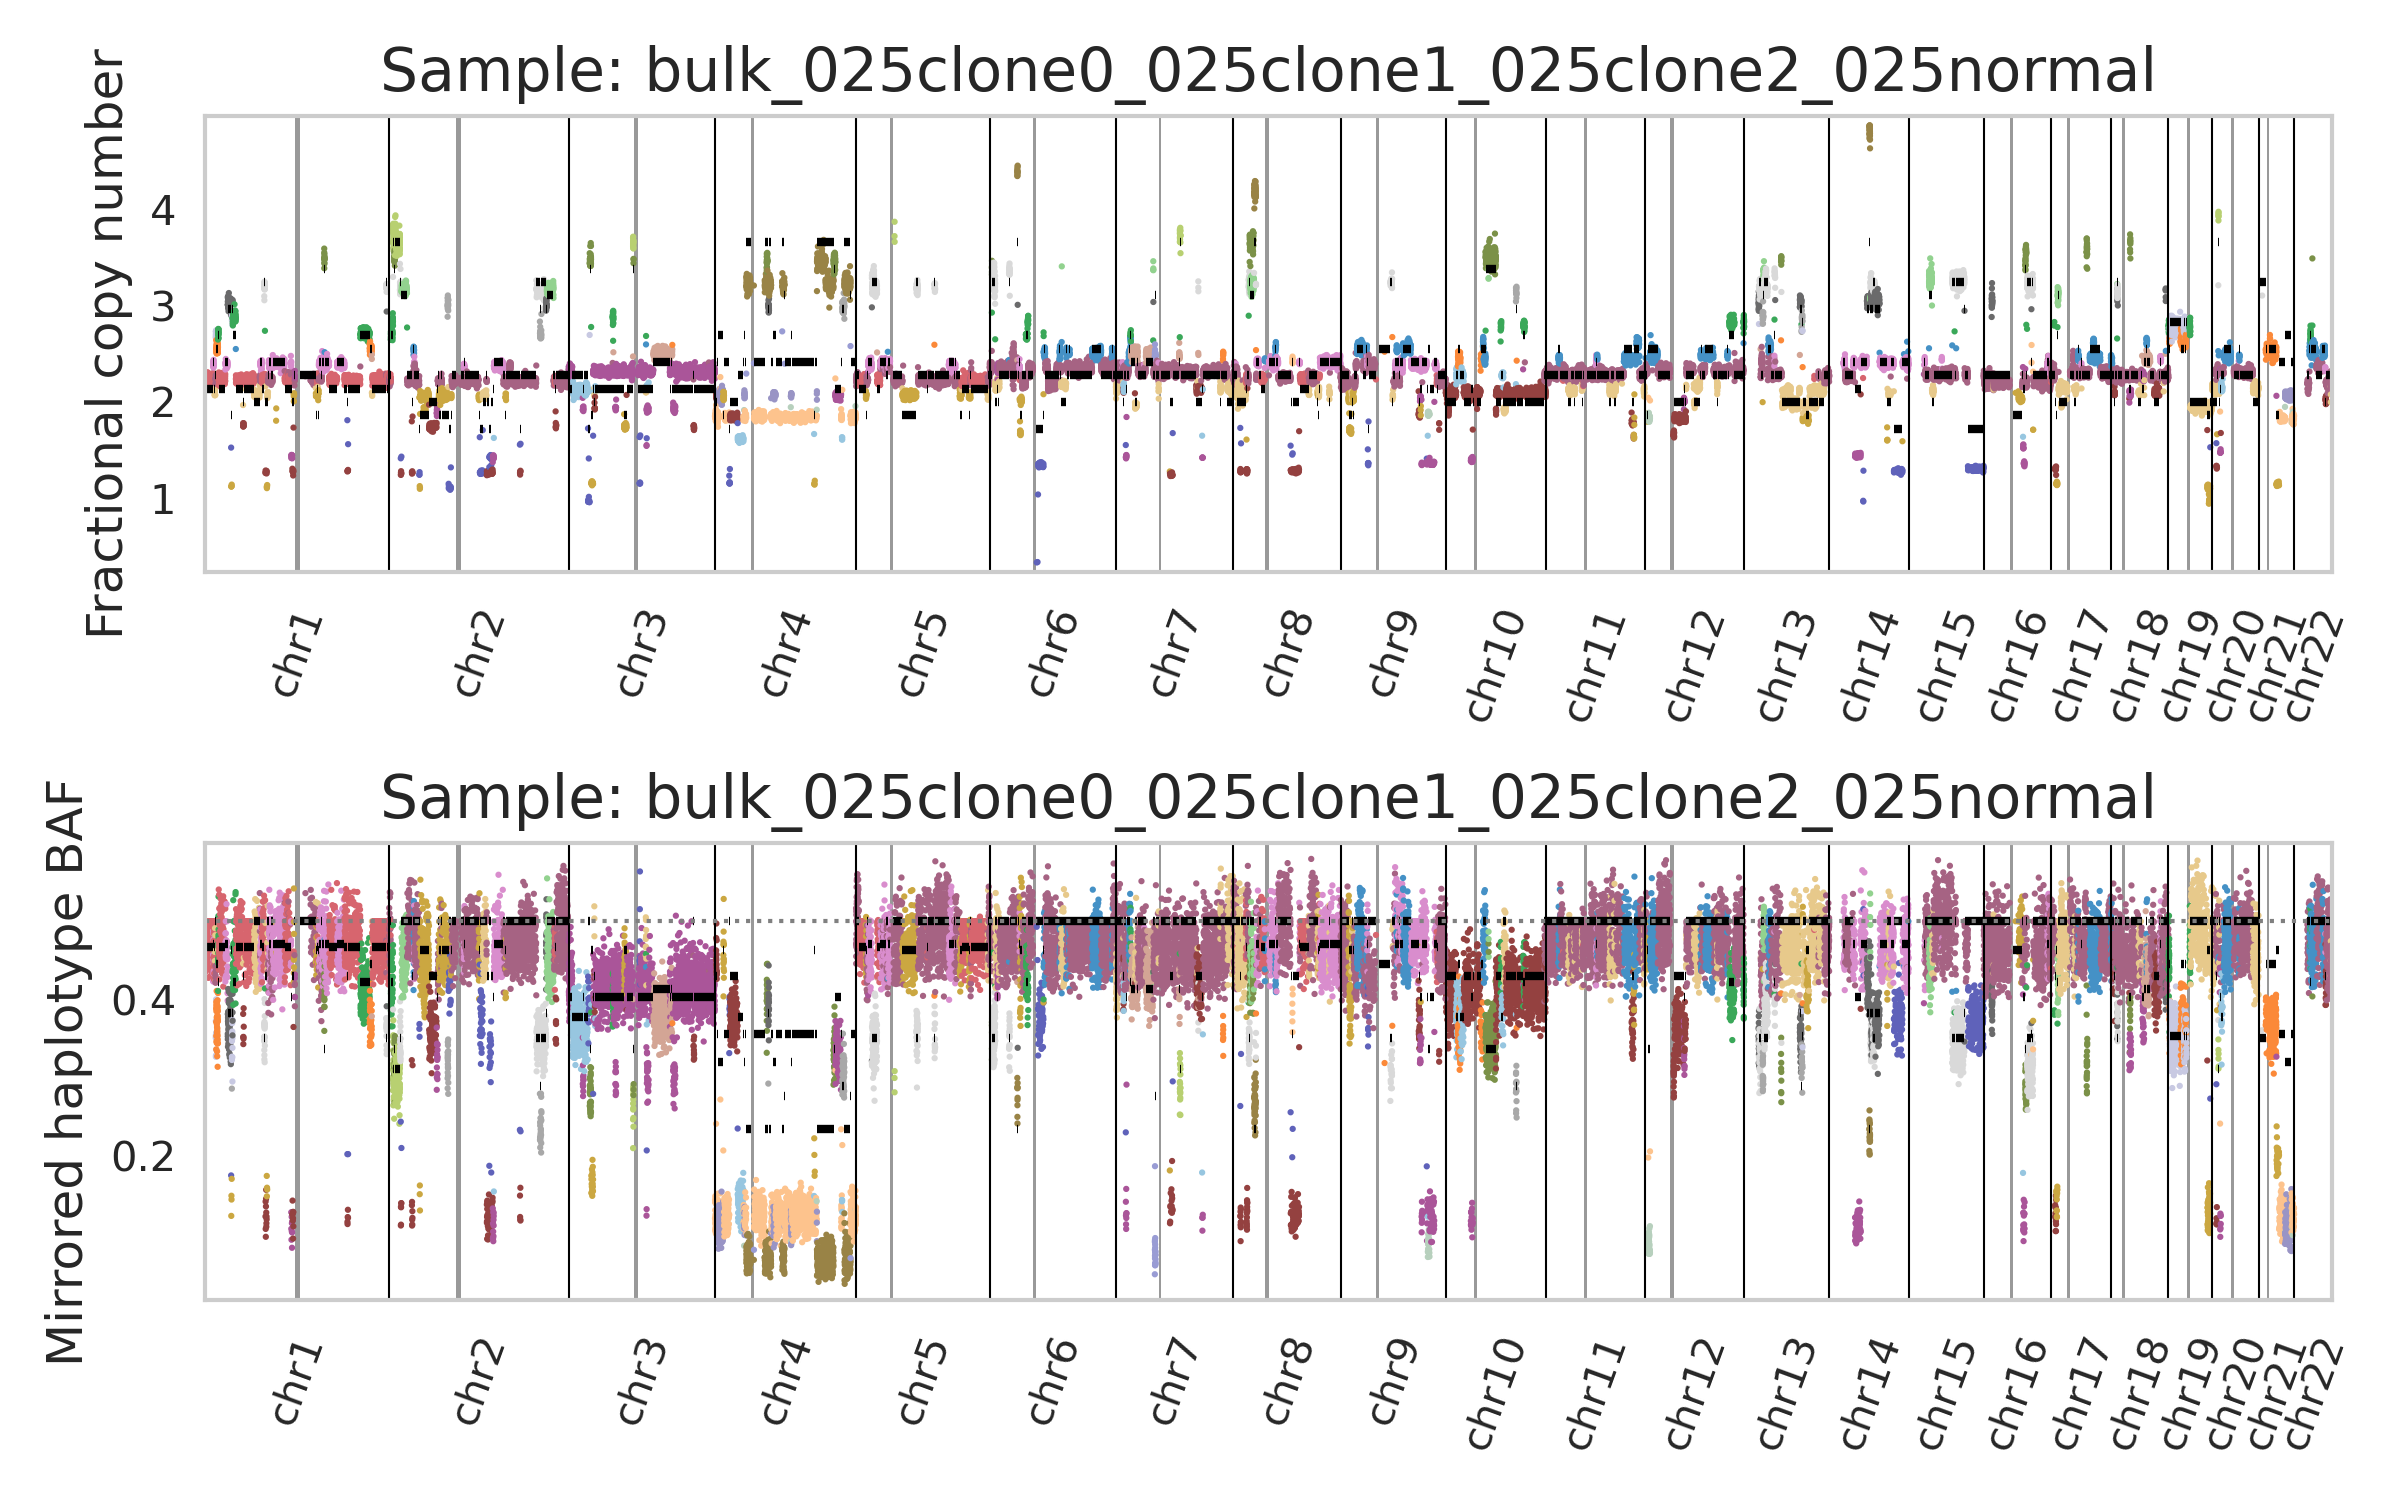 Sample: bulk_025clone0_025clone1_025clone2_025normal
Fractional copy number
4
3
2
1
chr1 chr2 chr3 chr4 chr5 chr6 chr7 chr8 chr9 chr10 chr11 chr12 chr13 chr14 chr15 chr16 chr17 chr18 chr19 chr20 chr21 chr22
Sample: bulk_025clone0_025clone1_025clone2_025normal
Mirrored haplotype BAF
0.4
0.2
chr1 chr2 chr3 chr4 chr5 chr6 chr7 chr8 chr9 chr10 chr11 chr12 chr13 chr14 chr15 chr16 chr17 chr18 chr19 chr20 chr21 chr22